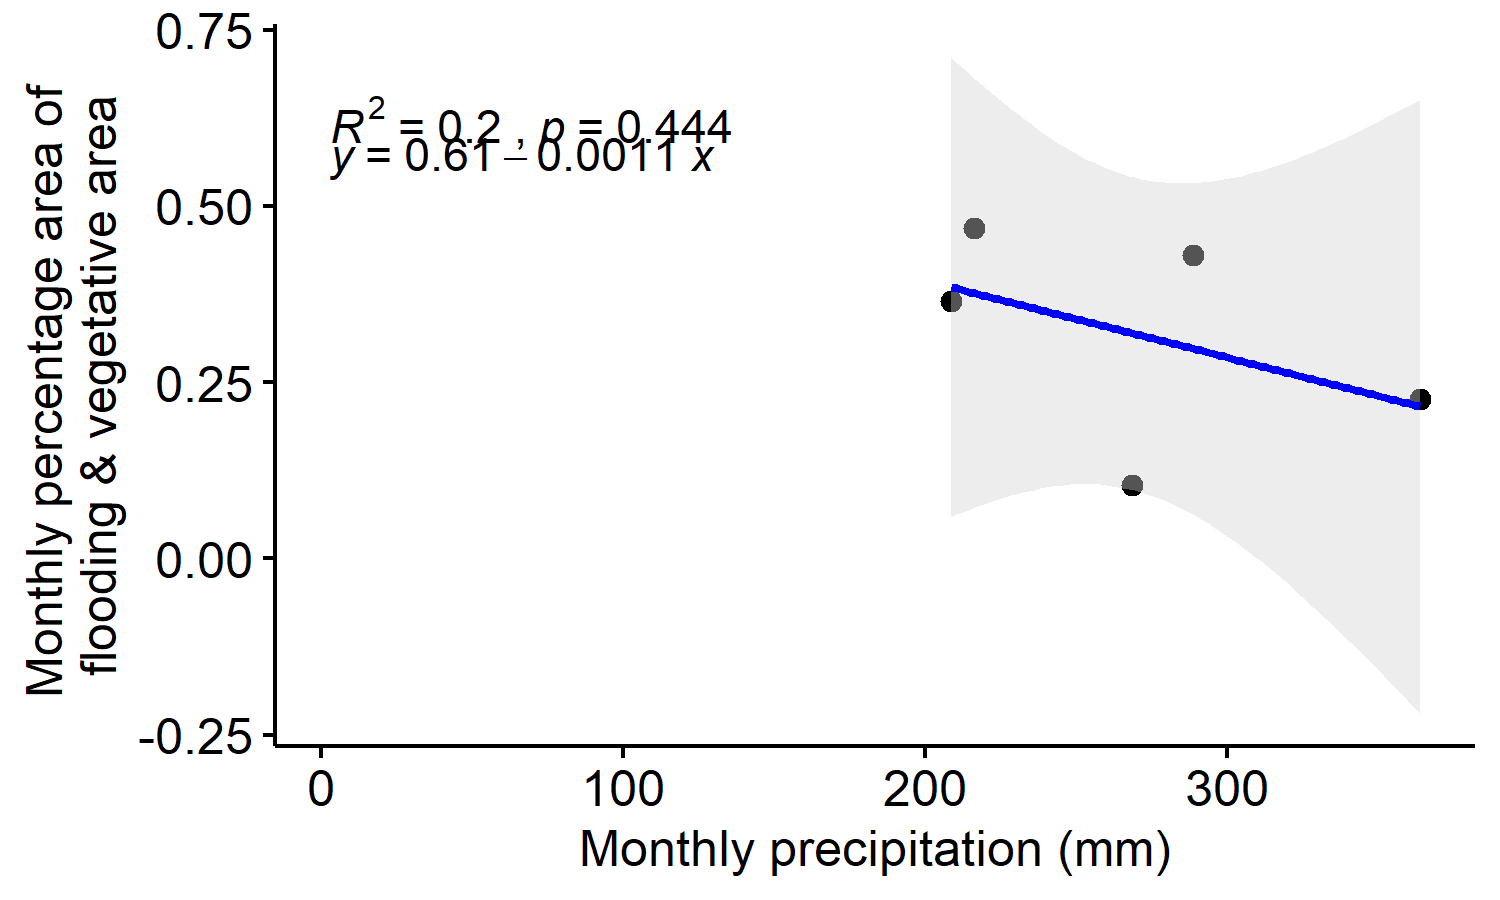 Monthly percentage area of
flooding & vegetative area
0.75
0.50
0.25
0.00
-0.25
R² = 0.2 , p = 0.444
y = 0.61 – 0.0011 x
0 100 200 300
Monthly precipitation (mm)